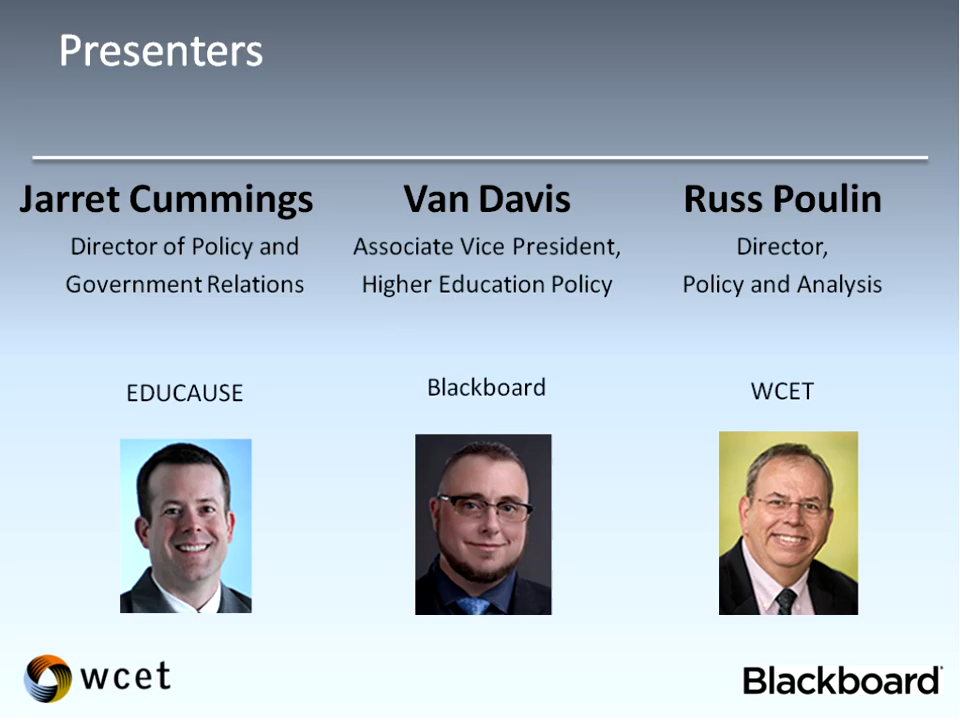 Presenters
Jarret Cummings
Director of Policy and
Government Relations
EDUCAUSE
Van Davis
Associate Vice President,
Higher Education Policy
Blackboard
Russ Poulin
Director,
Policy and Analysis
WCET
wcet
Blackboard